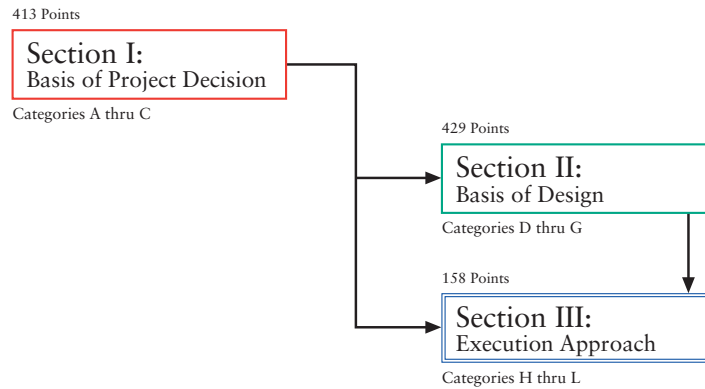 413 Points
Section I:
Basis of Project Decision
Categories A thru C
429 Points
Section II:
Basis of Design
Categories D thru G
158 Points
Section III:
Execution Approach
Categories H thru L